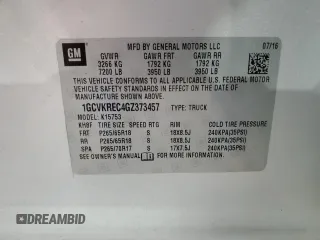 GM
MFD BY GENERAL MOTORS LLC 07/16
GVWR GAWR FRT GAWR RR
3266 KG 1792 KG 1792 KG
7200 LB 3950 LB 3950 LB
THIS VEHICLE CONFORMS TO ALL APPLICABLE U.S. FEDERAL MOTOR
VEHICLE SAFETY AND THEFT PREVENTION STANDARDS IN EFFECT ON
THE DATE OF MANUFACTURE SHOWN ABOVE.
1GCVKREC4GZ373457 TYPE: TRUCK
MODEL: K15753
KHBF TIRE SIZE SPEED RTG RIM COLD TIRE PRESSURE
FRT P265/65R18 S 18X8.5J 240KPA(35PSI)
RR P265/65R18 S 18X8.5J 240KPA(35PSI)
SPA P265/70R17 S 17X7.5J 240KPA(35PSI)
SEE OWNER'S MANUAL FOR ADDITIONAL INFORMATION.
DREAMBID